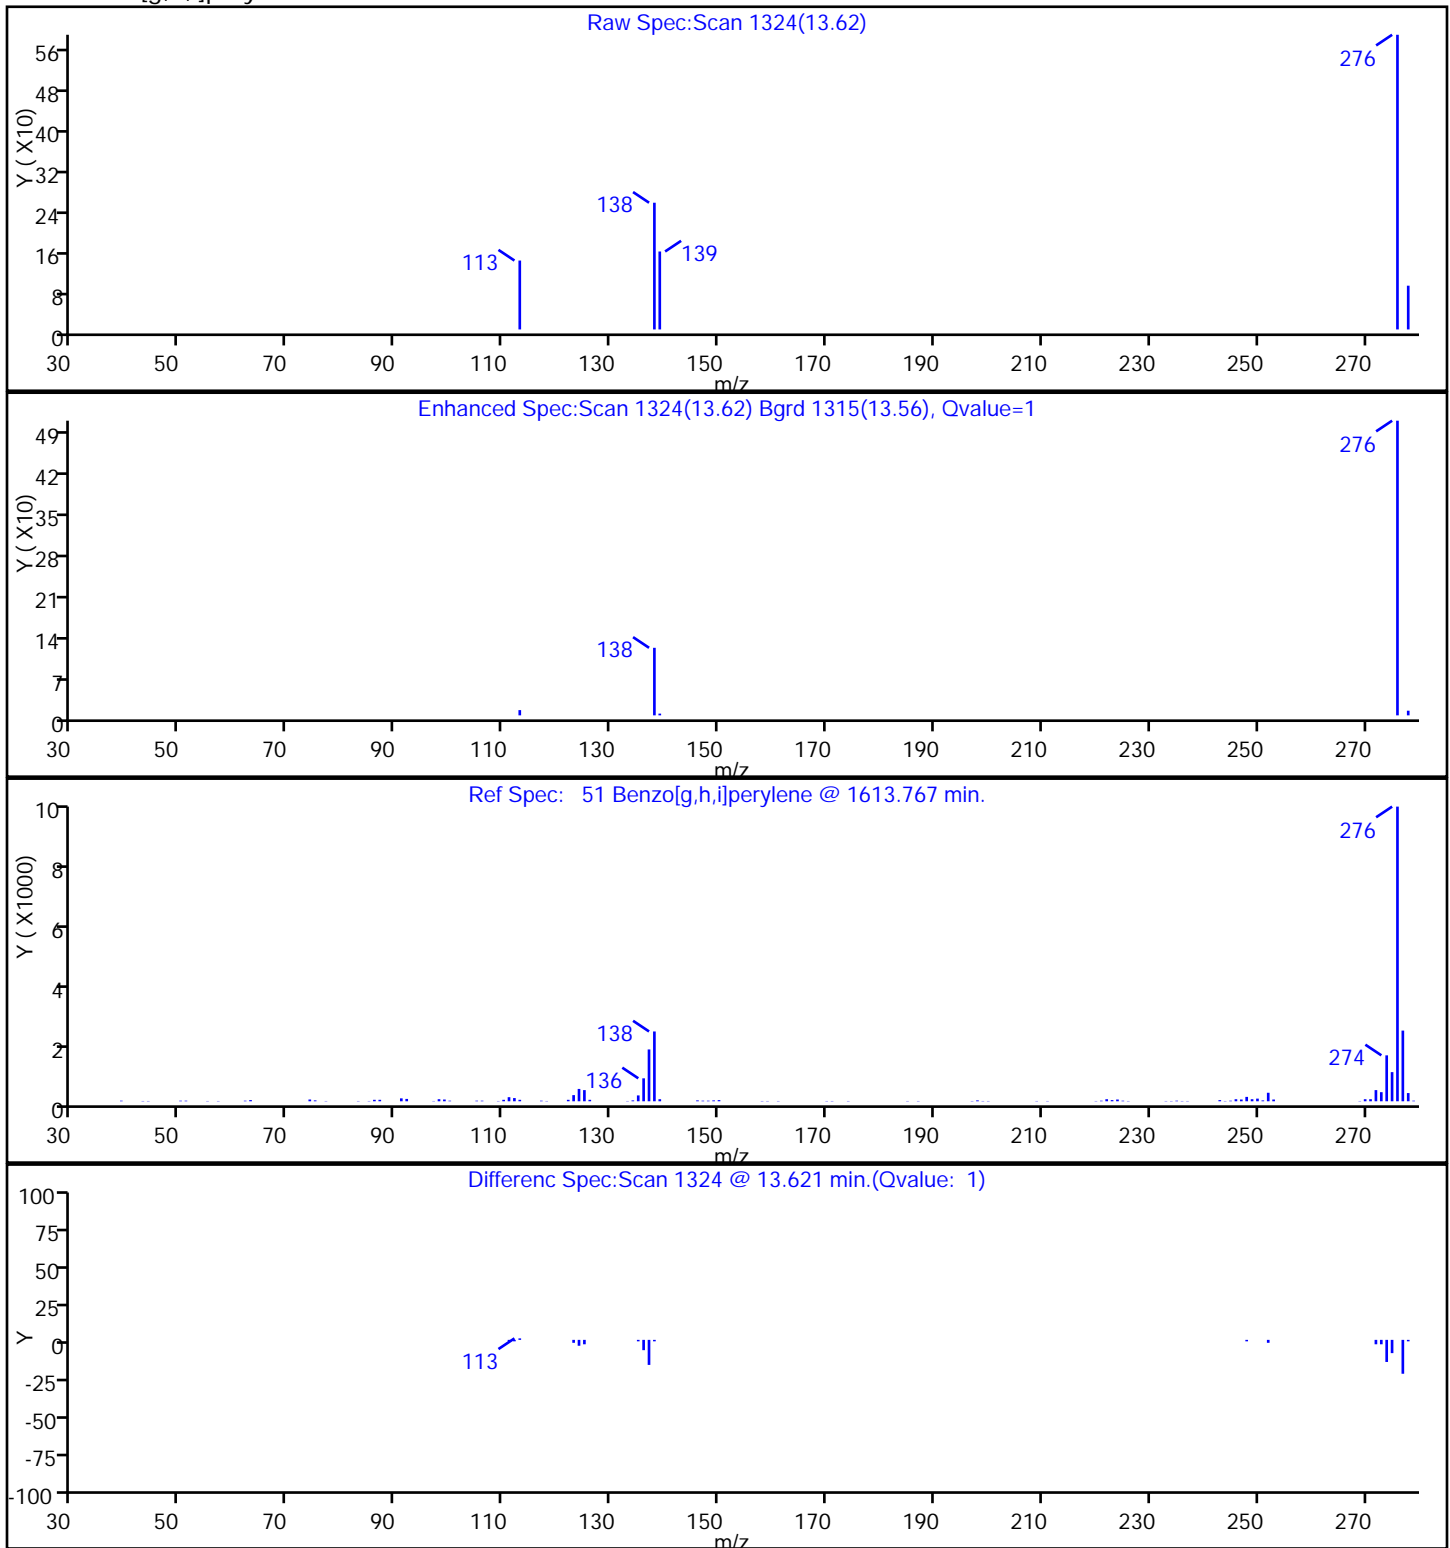 Raw Spec:Scan 1324(13.62)
56
48
40
32
24
16
8
0
Y ( X10)
276
138
139
113
30 50 70 90 110 130 150 170 190 210 230 250 270
m/z
Enhanced Spec:Scan 1324(13.62) Bgrd 1315(13.56), Qvalue=1
49
42
35
28
21
14
7
0
Y ( X10)
276
138
30 50 70 90 110 130 150 170 190 210 230 250 270
m/z
Ref Spec: 51 Benzo[g,h,i]perylene @ 1613.767 min.
10
8
6
4
2
0
Y ( X1000)
276
138
136
274
30 50 70 90 110 130 150 170 190 210 230 250 270
m/z
Differenc Spec:Scan 1324 @ 13.621 min.(Qvalue: 1)
100
75
50
25
0
-25
-50
-75
-100
Y
113
30 50 70 90 110 130 150 170 190 210 230 250 270
m/z